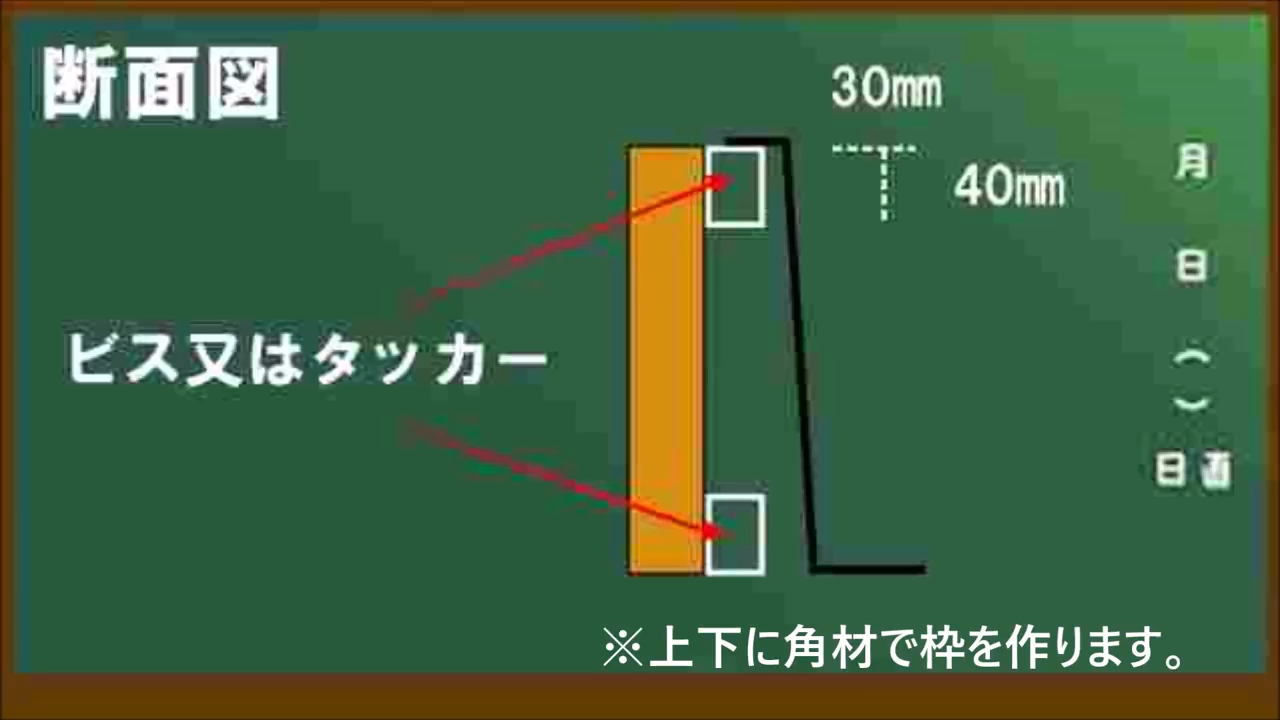 断面図
30mm
40mm
ビス又はタッカー
月
日
（
）
日直
※上下に角材で枠を作ります。